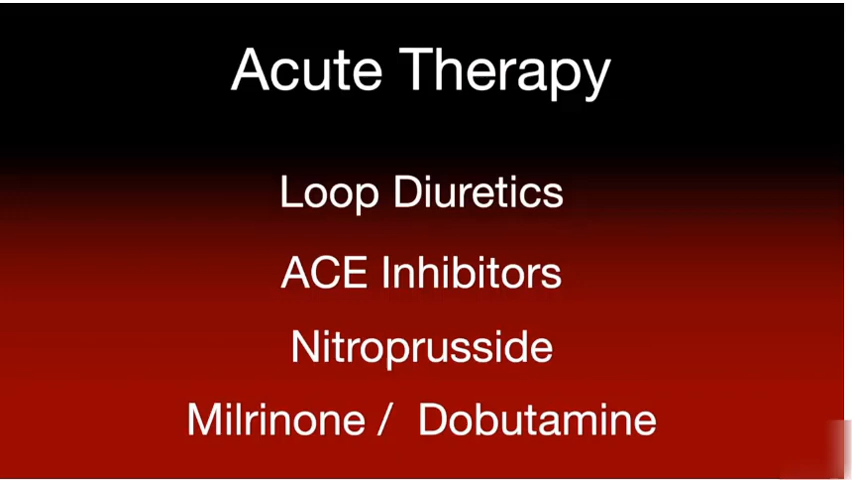 Acute Therapy
Loop Diuretics
ACE Inhibitors
Nitroprusside
Milrinone / Dobutamine